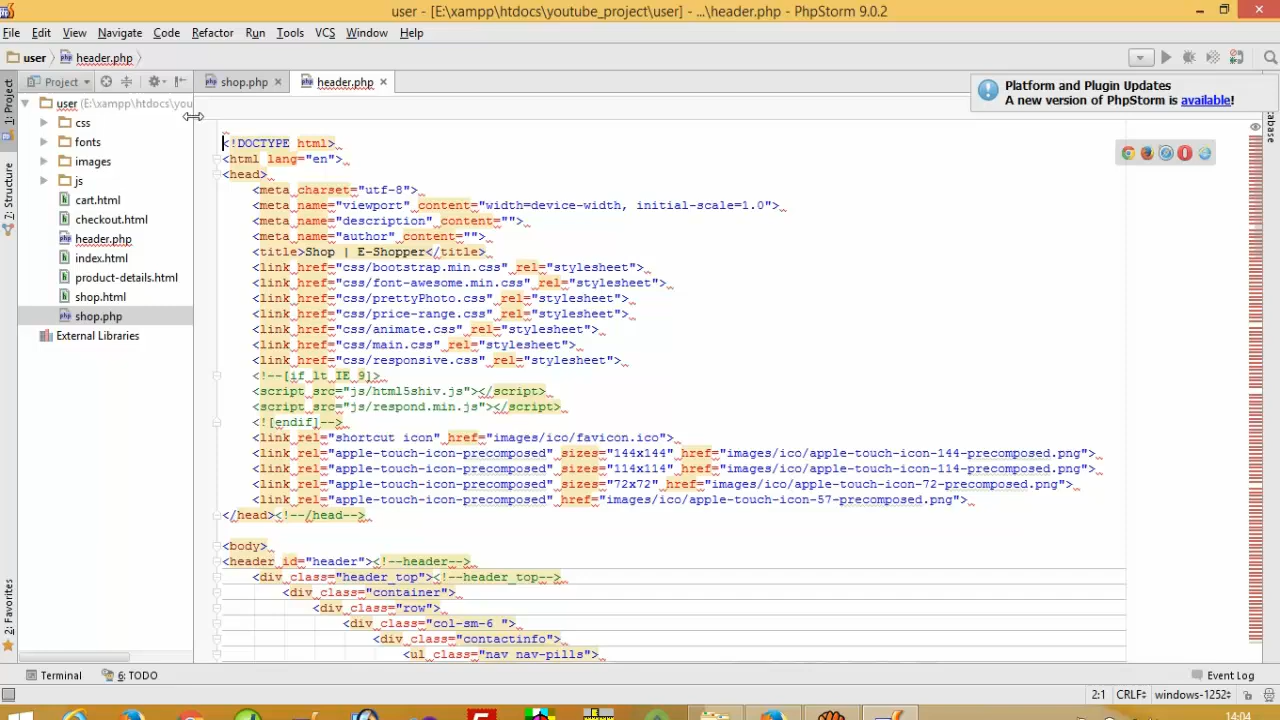 user - [E:\xampp\htdocs\youtube_project\user] - ...\header.php - PhpStorm 9.0.2
File Edit View Navigate Code Refactor Run Tools VCS Window Help
user header.php
Project
shop.php header.php
Platform and Plugin Updates
A new version of PhpStorm is available!
1: Project
user (E:\xampp\htdocs\you
css
fonts
images
js
cart.html
checkout.html
header.php
index.html
product-details.html
shop.html
shop.php
External Libraries
7: Structure
2: Favorites
abase
<!DOCTYPE html>
<html lang="en">
<head>
<meta charset="utf-8">
<meta name="viewport" content="width=device-width, initial-scale=1.0">
<meta name="description" content="">
<meta name="author" content="">
<title>Shop | E-Shopper</title>
<link href="css/bootstrap.min.css" rel="stylesheet">
<link href="css/font-awesome.min.css" rel="stylesheet">
<link href="css/prettyPhoto.css" rel="stylesheet">
<link href="css/price-range.css" rel="stylesheet">
<link href="css/animate.css" rel="stylesheet">
<link href="css/main.css" rel="stylesheet">
<link href="css/responsive.css" rel="stylesheet">
<!--[if lt IE 9]>
<script src="js/html5shiv.js"></script>
<script src="js/respond.min.js"></script>
<![endif]-->
<link rel="shortcut icon" href="images/ico/favicon.ico">
<link rel="apple-touch-icon-precomposed" sizes="144x144" href="images/ico/apple-touch-icon-144-precomposed.png">
<link rel="apple-touch-icon-precomposed" sizes="114x114" href="images/ico/apple-touch-icon-114-precomposed.png">
<link rel="apple-touch-icon-precomposed" sizes="72x72" href="images/ico/apple-touch-icon-72-precomposed.png">
<link rel="apple-touch-icon-precomposed" href="images/ico/apple-touch-icon-57-precomposed.png">
</head><!--/head-->
<body>
<header id="header"><!--header-->
<div class="header_top"><!--header_top-->
<div class="container">
<div class="row">
<div class="col-sm-6 ">
<div class="contactinfo">
<ul class="nav nav-pills">
Terminal 6: TODO Event Log
2:1 CRLF windows-1252
14:04